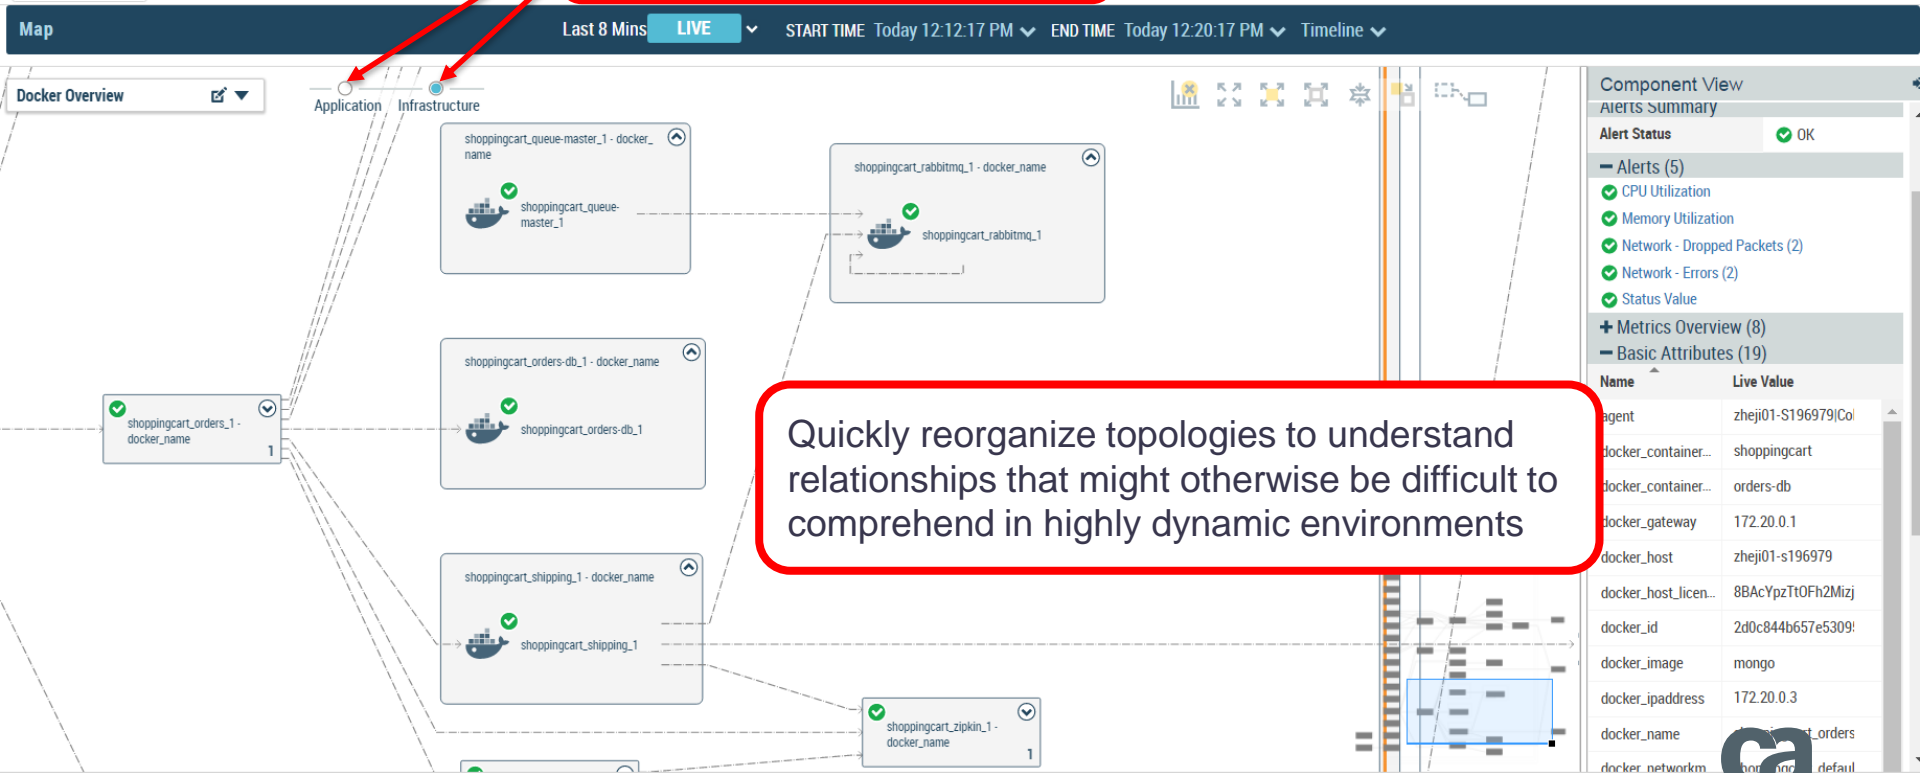 Map
Last 8 Mins LIVE START TIME Today 12:12:17 PM END TIME Today 12:20:17 PM Timeline
Docker Overview
Application Infrastructure
shoppingcart_queue-master_1 - docker_
name
shoppingcart_queue-
master_1
shoppingcart_rabbitmq_1 - docker_name
shoppingcart_rabbitmq_1
shoppingcart_orders-db_1 - docker_name
shoppingcart_orders-db_1
shoppingcart_orders_1 -
docker_name
1
Quickly reorganize topologies to understand
relationships that might otherwise be difficult to
comprehend in highly dynamic environments
shoppingcart_shipping_1 - docker_name
shoppingcart_shipping_1
shoppingcart_zipkin_1 -
docker_name
1
Component View
Alerts Summary
Alert Status OK
Alerts (5)
CPU Utilization
Memory Utilization
Network - Dropped Packets (2)
Network - Errors (2)
Status Value
Metrics Overview (8)
Basic Attributes (19)
Name Live Value
agent zheji01-S196979|Col
docker_container... shoppingcart
docker_container... orders-db
docker_gateway 172.20.0.1
docker_host zheji01-s196979
docker_host_licen... 8BAcYpzTtOFh2Mizj
docker_id 2d0c844b657e5309
docker_image mongo
docker_ipaddress 172.20.0.3
docker_name
docker_networkm
ca